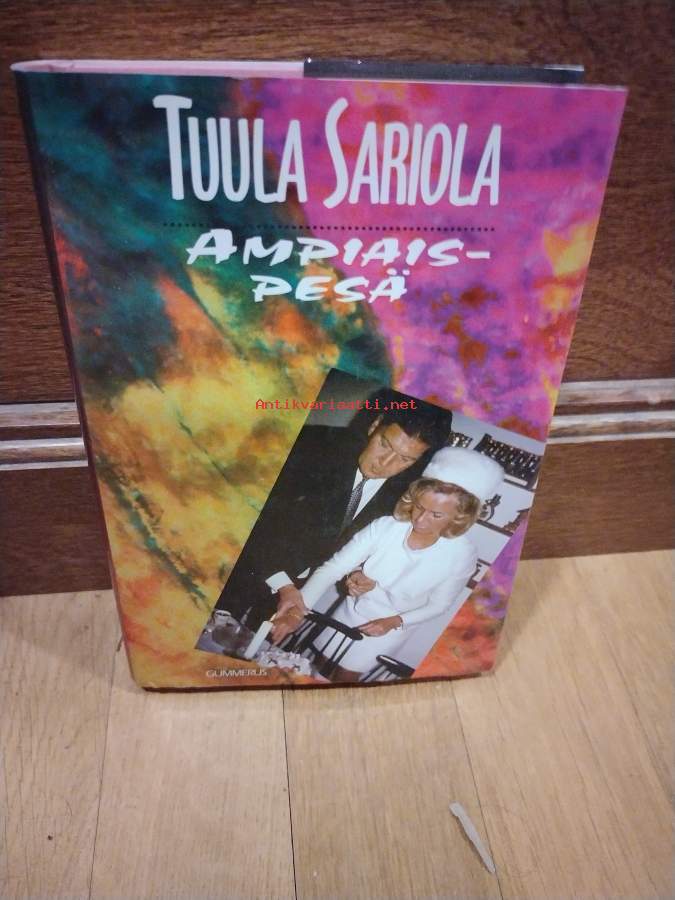 TUULA SARIOLA
AMPIAIS-
PESÄ
Antikvariaatti.net
GUMMERUS